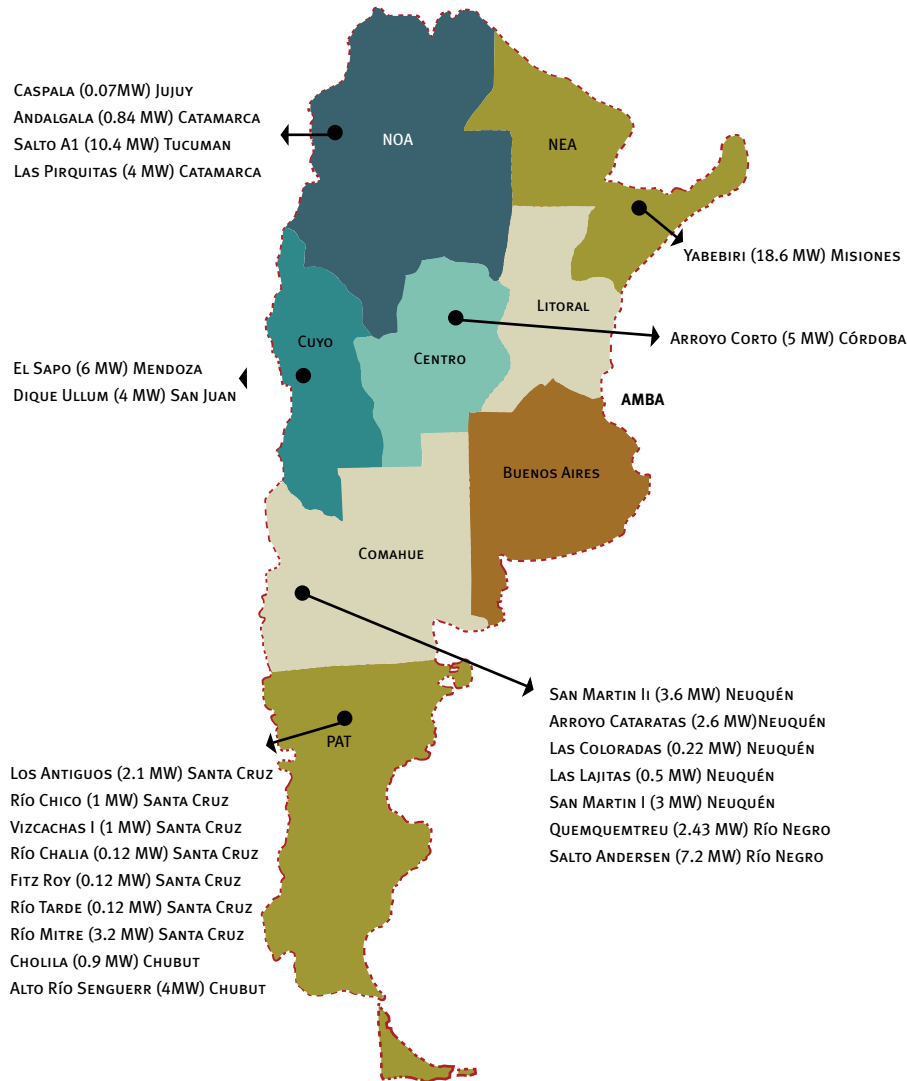 Caspala (0.07MW) Jujuy
Andalgala (0.84 MW) Catamarca
Salto A1 (10.4 MW) Tucuman
Las Pirquitas (4 MW) Catamarca
NOA
NEA
Yabebiri (18.6 MW) Misiones
Litoral
Arroyo Corto (5 MW) Córdoba
Cuyo
Centro
El Sapo (6 MW) Mendoza
Dique Ullum (4 MW) San Juan
AMBA
Buenos Aires
Comahue
San Martin Ii (3.6 MW) Neuquén
Arroyo Cataratas (2.6 MW)Neuquén
Las Coloradas (0.22 MW) Neuquén
Las Lajitas (0.5 MW) Neuquén
San Martin I (3 MW) Neuquén
Quemquemtreu (2.43 MW) Río Negro
Salto Andersen (7.2 MW) Río Negro
PAT
Los Antiguos (2.1 MW) Santa Cruz
Río Chico (1 MW) Santa Cruz
Vizcachas I (1 MW) Santa Cruz
Río Chalia (0.12 MW) Santa Cruz
Fitz Roy (0.12 MW) Santa Cruz
Río Tarde (0.12 MW) Santa Cruz
Río Mitre (3.2 MW) Santa Cruz
Cholila (0.9 MW) Chubut
Alto Río Senguerr (4MW) Chubut